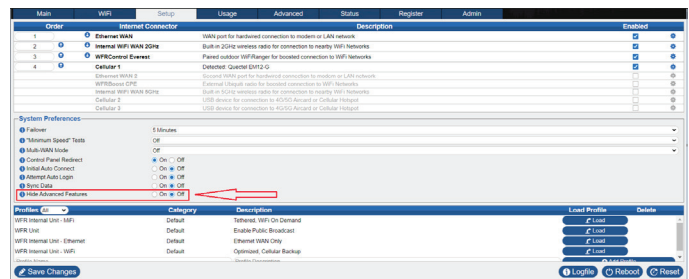 Main WiFi Setup Usage Advanced Status Register Admin
Order Internet Connector Description Enabled
1 Ethernet WAN WAN port for hardwired connection to modem or LAN network
2 Internal WiFi WAN 2GHz Built-in 2GHz wireless radio for connection to nearby WiFi Networks
3 WFRControl Everest Paired outdoor WiFiRanger for boosted connection to WiFi Networks
4 Cellular 1 Detected: Quectel EM12-G
Ethernet WAN 2 Second WAN port for hardwired connection to modem or LAN network
WFRBoost CPE External Ubiquiti radio for boosted connection to WiFi Networks
Internal WiFi WAN 5GHz Built-in 5GHz wireless radio for connection to nearby WiFi Networks
Cellular 2 USB device for connection to 4G/5G Aircard or Cellular Hotspot
Cellular 3 USB device for connection to 4G/5G Aircard or Cellular Hotspot
System Preferences
Failover 5 Minutes
"Minimum Speed" Tests Off
Multi-WAN Mode Off
Control Panel Redirect On Off
Initial Auto Connect On Off
Attempt Auto Login On Off
Sync Data On Off
Hide Advanced Features On Off
Profiles All Category Description Load Profile Delete
WFR Internal Unit - MiFi Default Tethered, WiFi On Demand Load
WFR Unit Default Enable Public Broadcast Load
WFR Internal Unit - Ethernet Default Ethernet WAN Only Load
WFR Internal Unit - WiFi Default Optimized, Cellular Backup Load
Profile Name Profile Description Add Profile
Save Changes Logfile Reboot Reset